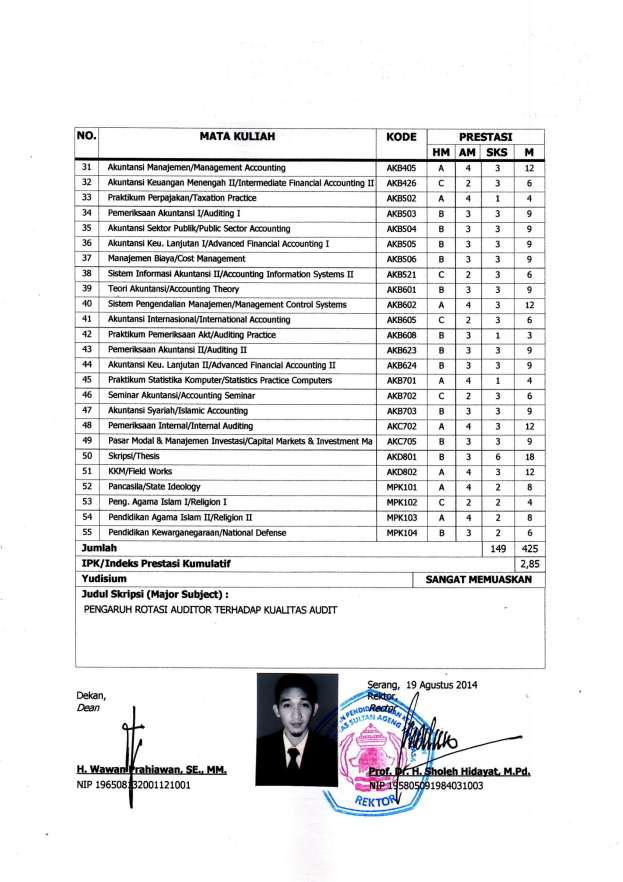 NO. MATA KULIAH KODE PRESTASI
HM AM SKS M
31 Akuntansi Manajemen/Management Accounting AKB405 A 4 3 12
32 Akuntansi Keuangan Menengah II/Intermediate Financial Accounting II AKB426 C 2 3 6
33 Praktikum Perpajakan/Taxation Practice AKB502 A 4 1 4
34 Pemeriksaan Akuntansi I/Auditing I AKB503 B 3 3 9
35 Akuntansi Sektor Publik/Public Sector Accounting AKB504 B 3 3 9
36 Akuntansi Keu. Lanjutan I/Advanced Financial Accounting I AKB505 B 3 3 9
37 Manajemen Biaya/Cost Management AKB506 B 3 3 9
38 Sistem Informasi Akuntansi II/Accounting Information Systems II AKB521 C 2 3 6
39 Teori Akuntansi/Accounting Theory AKB601 B 3 3 9
40 Sistem Pengendalian Manajemen/Management Control Systems AKB602 A 4 3 12
41 Akuntansi Internasional/International Accounting AKB605 C 2 3 6
42 Praktikum Pemeriksaan Akt/Auditing Practice AKB608 B 3 1 3
43 Pemeriksaan Akuntansi II/Auditing II AKB623 B 3 3 9
44 Akuntansi Keu. Lanjutan II/Advanced Financial Accounting II AKB624 B 3 3 9
45 Praktikum Statistika Komputer/Statistics Practice Computers AKB701 A 4 1 4
46 Seminar Akuntansi/Accounting Seminar AKB702 C 2 3 6
47 Akuntansi Syariah/Islamic Accounting AKB703 B 3 3 9
48 Pemeriksaan Internal/Internal Auditing AKC702 A 4 3 12
49 Pasar Modal & Manajemen Investasi/Capital Markets & Investment Ma AKC705 B 3 3 9
50 Skripsi/Thesis AKD801 B 3 6 18
51 KKM/Field Works AKD802 A 4 3 12
52 Pancasila/State Ideology MPK101 A 4 2 8
53 Peng. Agama Islam I/Religion I MPK102 C 2 2 4
54 Pendidikan Agama Islam II/Religion II MPK103 A 4 2 8
55 Pendidikan Kewarganegaraan/National Defense MPK104 B 3 2 6
Jumlah 149 425
IPK/Indeks Prestasi Kumulatif 2,85
Yudisium SANGAT MEMUASKAN
Judul Skripsi (Major Subject) :
PENGARUH ROTASI AUDITOR TERHADAP KUALITAS AUDIT
Serang, 19 Agustus 2014
Dekan, Rektor,
Dean Rector
H. Wawan Prahiawan, SE., MM. Prof. Dr. H. Sholeh Hidayat, M.Pd.
NIP 196508132001121001 NIP 195805091984031003
SULTAN AGENG
REKTOR